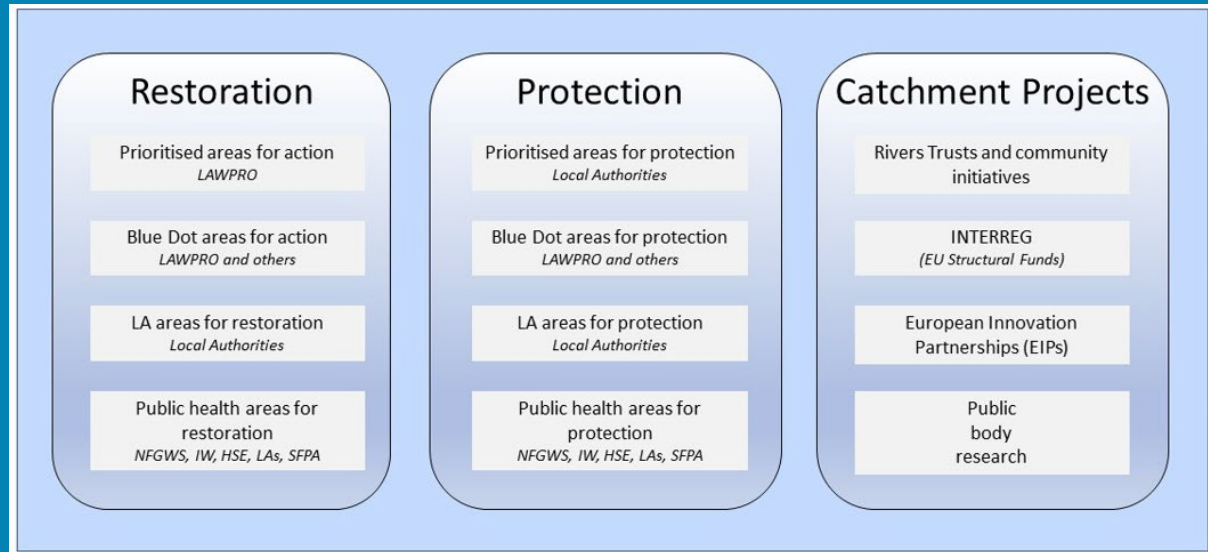 Restoration
Prioritised areas for action
LAWPRO
Blue Dot areas for action
LAWPRO and others
LA areas for restoration
Local Authorities
Public health areas for
restoration
NFGWS, IW, HSE, LAs, SFPA
Protection
Prioritised areas for protection
Local Authorities
Blue Dot areas for protection
LAWPRO and others
LA areas for protection
Local Authorities
Public health areas for
protection
NFGWS, IW, HSE, LAs, SFPA
Catchment Projects
Rivers Trusts and community
initiatives
INTERREG
(EU Structural Funds)
European Innovation
Partnerships (EIPs)
Public
body
research